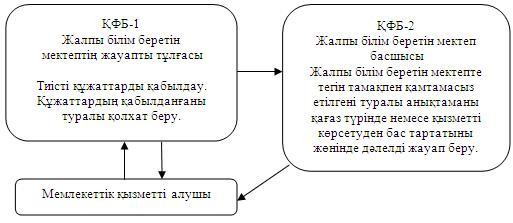 ҚФБ-1
Жалпы білім беретін
мектептің жауапты тұлғасы
Тиісті құжаттарды қабылдау.
Құжаттардың қабылданғаны
туралы қолхат беру.
ҚФБ-2
Жалпы білім беретін мектеп
басшысы
Жалпы білім беретін мектепте
тегін тамақпен қамтамасыз
етілгені туралы анықтаманы
қағаз түрінде немесе қызметті
көрсетуден бас тартатыны
жөнінде дәлелді жауап беру.
Мемлекеттік қызметті алушы